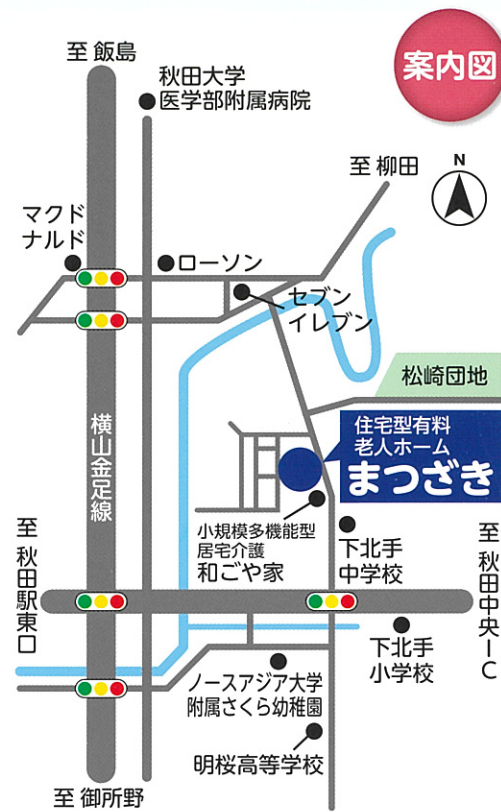 案内図
至 飯島
秋田大学
医学部附属病院
至 柳田
N
マクド
ナルド
ローソン
セブン
イレブン
松崎団地
住宅型有料
老人ホーム
まつざき
横山金足線
小規模多機能型
居宅介護
和ごや家
下北手
中学校
至 秋田駅東口
至 秋田中央IC
下北手
小学校
ノースアジア大学
附属さくら幼稚園
明桜高等学校
至 御所野